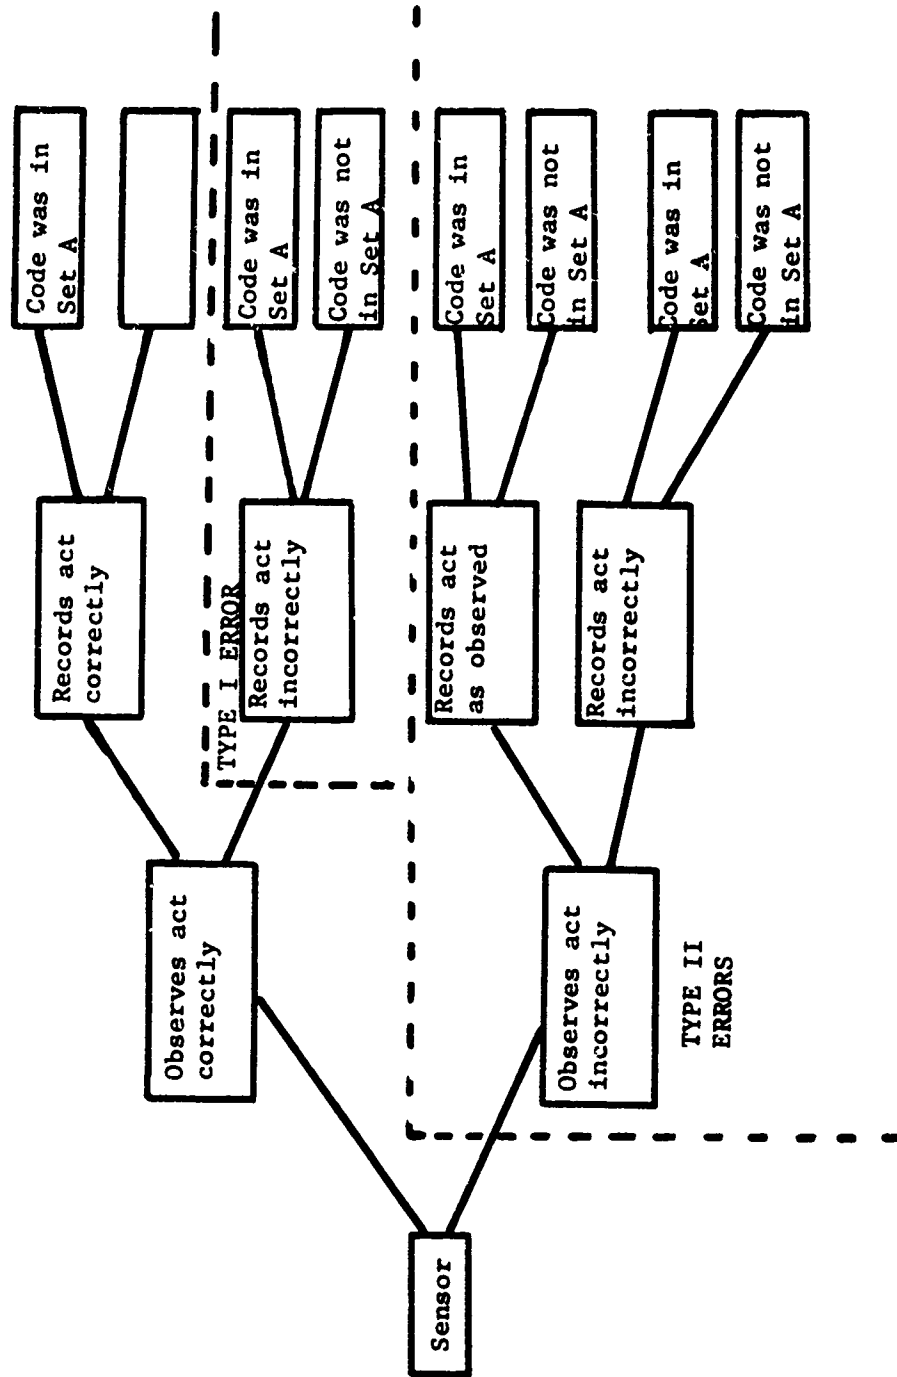 Sensor
Observes act
correctly
Observes act
incorrectly
TYPE II
ERRORS
Records act
correctly
TYPE I ERROR
Records act
incorrectly
Records act
as observed
Records act
incorrectly
Code was in
Set A
Code was in
Set A
Code was not
in Set A
Code was in
Set A
Code was not
in Set A
Code was in
Set A
Code was not
in Set A